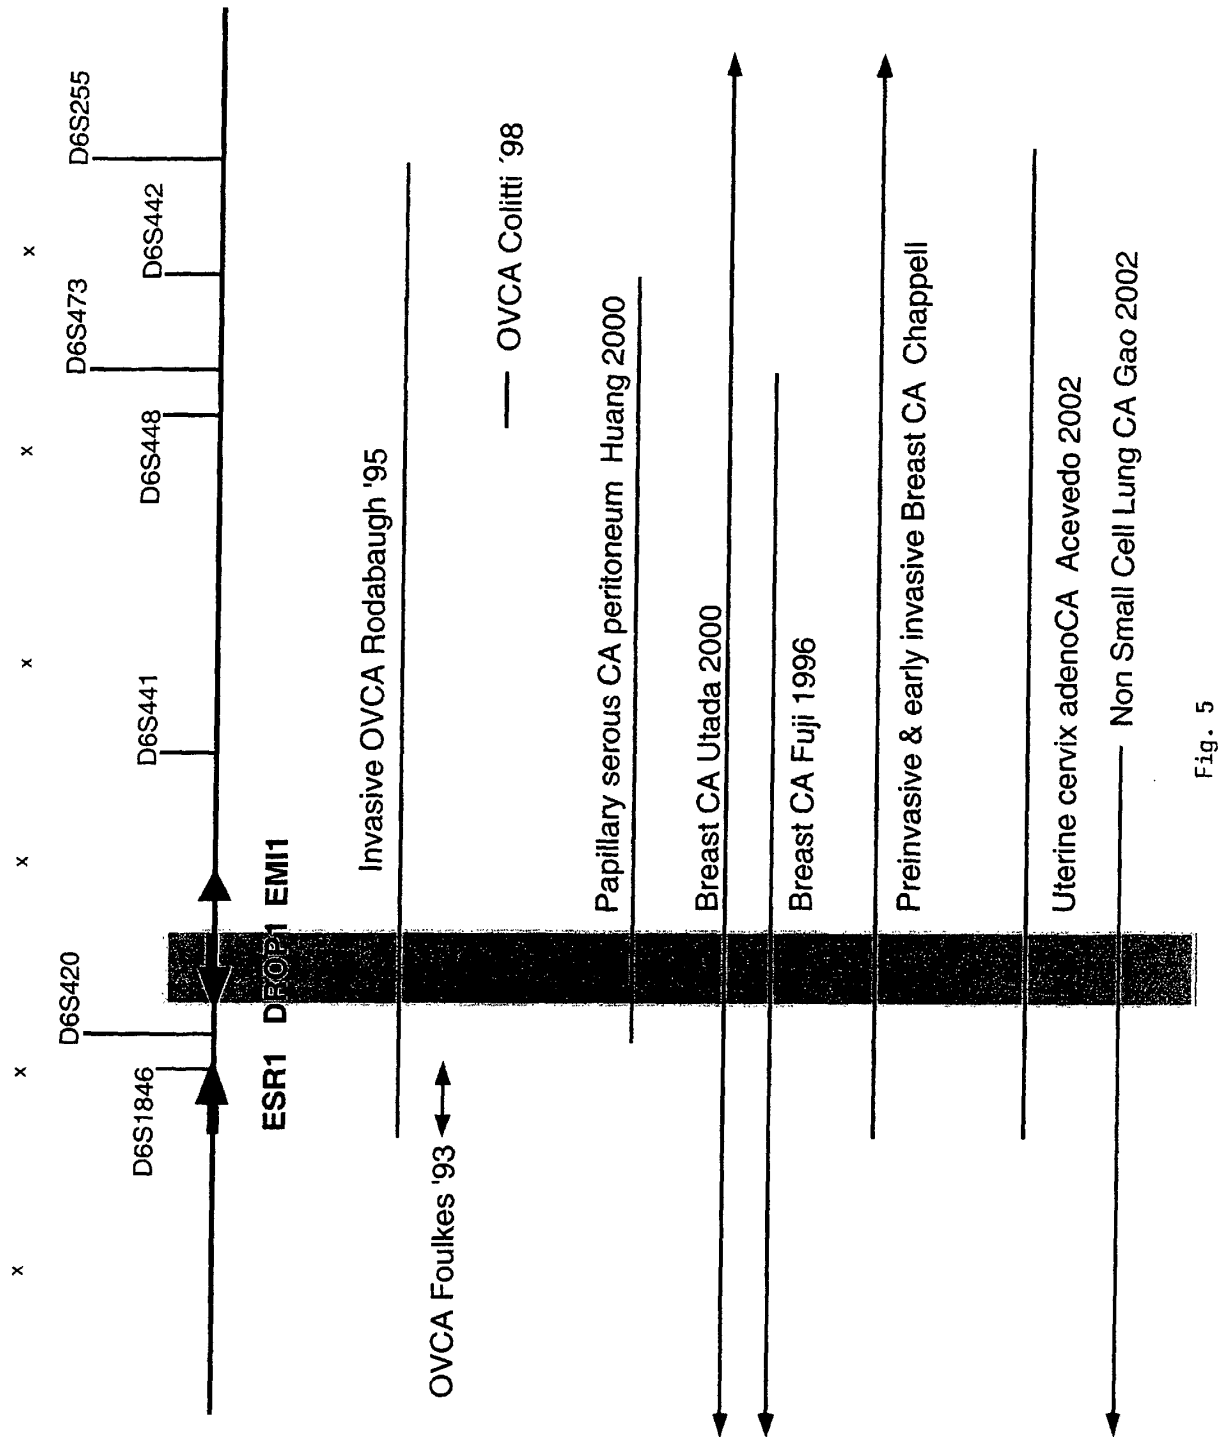 x x x x x x
D6S1846 D6S420 D6S441 D6S448 D6S473 D6S442 D6S255
ESR1 DROP1 EMI1
Invasive OVCA Rodabaugh '95
OVCA Foulkes '93
OVCA Colitti ´98
Papillary serous CA peritoneum Huang 2000
Breast CA Utada 2000
Breast CA Fuji 1996
Preinvasive & early invasive Breast CA Chappell
Uterine cervix adenoCA Acevedo 2002
Non Small Cell Lung CA Gao 2002
Fig. 5